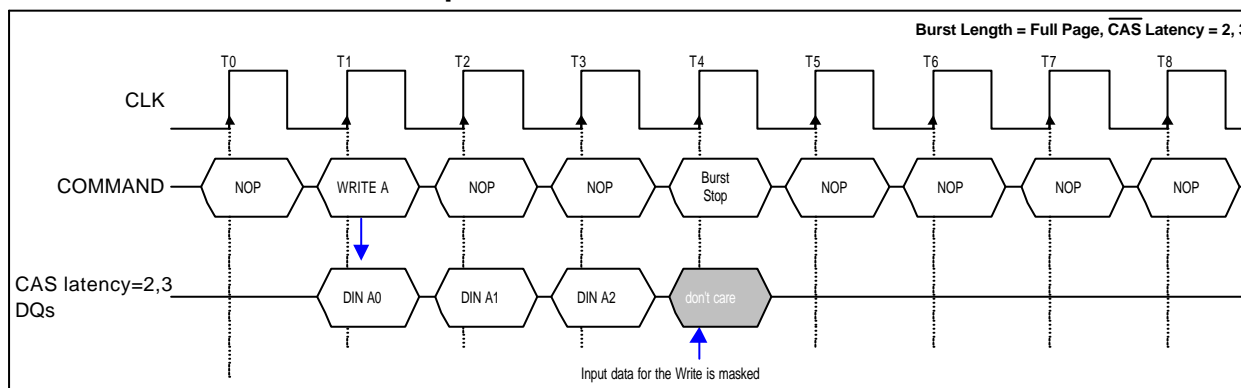 Burst Length = Full Page, CAS Latency = 2, 3
T0 T1 T2 T3 T4 T5 T6 T7 T8
CLK
COMMAND NOP WRITE A NOP NOP Burst Stop NOP NOP NOP NOP
CAS latency=2,3
DQs
DIN A0 DIN A1 DIN A2 don't care
Input data for the Write is masked